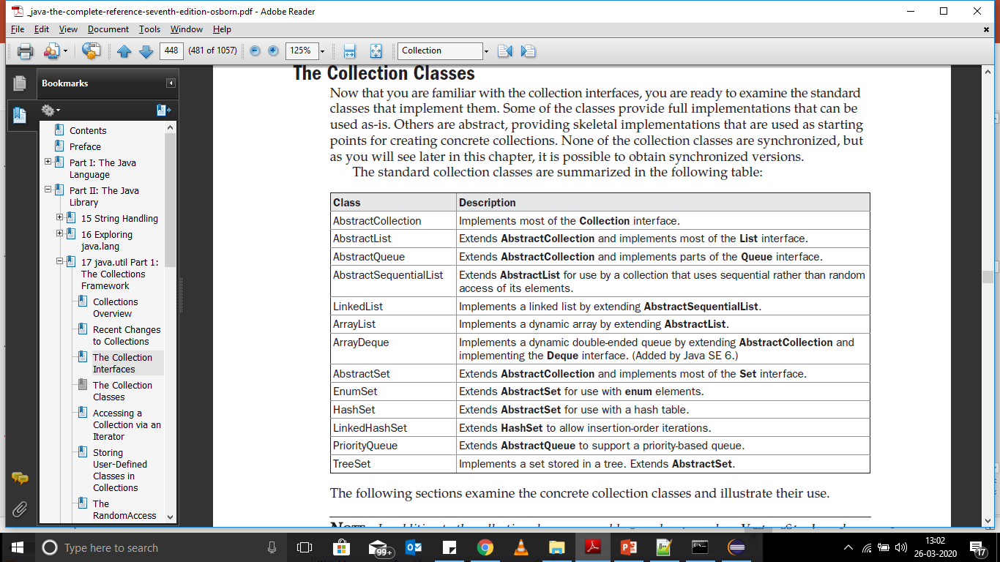 _java-the-complete-reference-seventh-edition-osborn.pdf - Adobe Reader
File Edit View Document Tools Window Help
448 (481 of 1057) 125% Collection
Bookmarks
Contents
Preface
Part I: The Java
Language
Part II: The Java
Library
15 String Handling
16 Exploring
java.lang
17 java.util Part 1:
The Collections
Framework
Collections
Overview
Recent Changes
to Collections
The Collection
Interfaces
The Collection
Classes
Accessing a
Collection via an
Iterator
Storing
User-Defined
Classes in
Collections
The
RandomAccess
The Collection Classes
Now that you are familiar with the collection interfaces, you are ready to examine the standard
classes that implement them. Some of the classes provide full implementations that can be
used as-is. Others are abstract, providing skeletal implementations that are used as starting
points for creating concrete collections. None of the collection classes are synchronized, but
as you will see later in this chapter, it is possible to obtain synchronized versions.
The standard collection classes are summarized in the following table:
Class Description
AbstractCollection Implements most of the Collection interface.
AbstractList Extends AbstractCollection and implements most of the List interface.
AbstractQueue Extends AbstractCollection and implements parts of the Queue interface.
AbstractSequentialList Extends AbstractList for use by a collection that uses sequential rather than random
access of its elements.
LinkedList Implements a linked list by extending AbstractSequentialList.
ArrayList Implements a dynamic array by extending AbstractList.
ArrayDeque Implements a dynamic double-ended queue by extending AbstractCollection and
implementing the Deque interface. (Added by Java SE 6.)
AbstractSet Extends AbstractCollection and implements most of the Set interface.
EnumSet Extends AbstractSet for use with enum elements.
HashSet Extends AbstractSet for use with a hash table.
LinkedHashSet Extends HashSet to allow insertion-order iterations.
PriorityQueue Extends AbstractQueue to support a priority-based queue.
TreeSet Implements a set stored in a tree. Extends AbstractSet.
The following sections examine the concrete collection classes and illustrate their use.
Type here to search
99+
13:02
26-03-2020
17